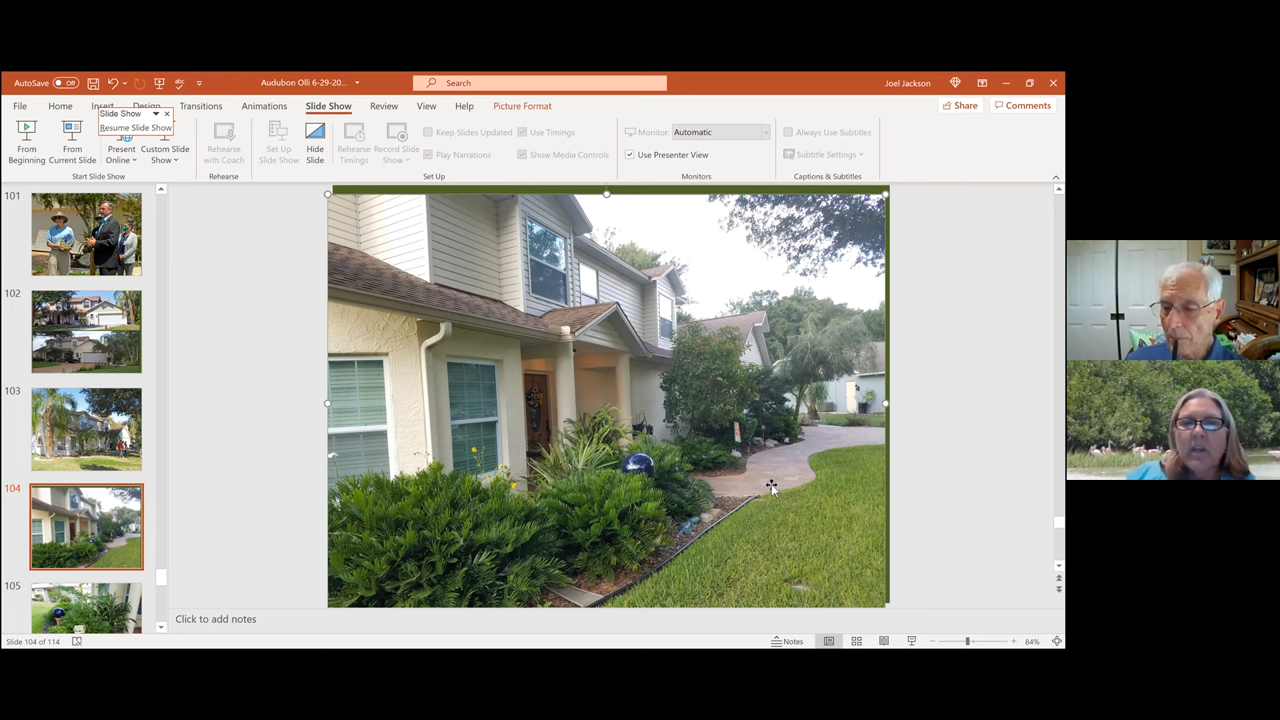 AutoSave Off Audubon Olli 6-29-20... Search Joel Jackson
File Home Insert Design Transitions Animations Slide Show Review View Help Picture Format Share Comments
Slide Show
Resume Slide Show
From Beginning
From Current Slide
Present Online
Custom Slide Show
Rehearse with Coach
Set Up Slide Show
Hide Slide
Rehearse Timings
Record Slide Show
Keep Slides Updated
Use Timings
Play Narrations
Show Media Controls
Monitor: Automatic
Use Presenter View
Always Use Subtitles
Subtitle Settings
Start Slide Show Rehearse Set Up Monitors Captions & Subtitles
101
102
103
104
105
Click to add notes
Slide 104 of 114 Notes 84%